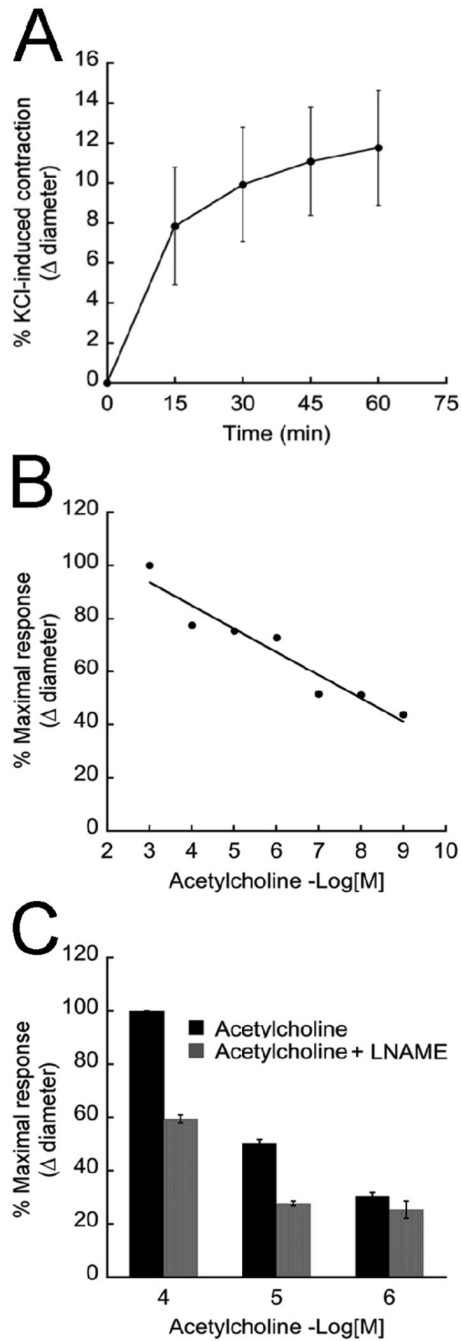 A
% KCl-induced contraction
(Δ diameter)
16
14
12
10
8
6
4
2
0
0 15 30 45 60 75
Time (min)
B
% Maximal response
(Δ diameter)
120
100
80
60
40
20
0
2 3 4 5 6 7 8 9 10
Acetylcholine -Log[M]
C
% Maximal response
(Δ diameter)
120
100
80
60
40
20
0
Acetylcholine
Acetylcholine + LNAME
4 5 6
Acetylcholine -Log[M]